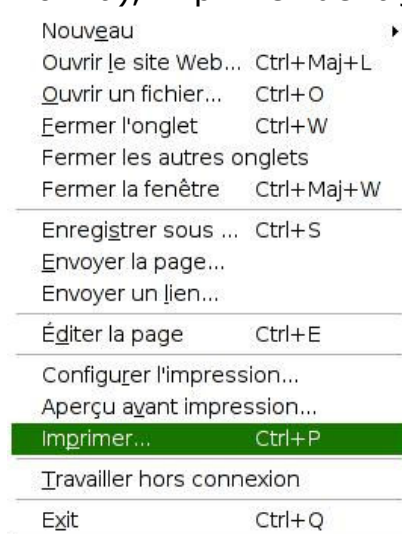 Nouveau
Ouvrir le site Web... Ctrl+Maj+L
Ouvrir un fichier... Ctrl+O
Fermer l'onglet Ctrl+W
Fermer les autres onglets
Fermer la fenêtre Ctrl+Maj+W
Enregistrer sous ... Ctrl+S
Envoyer la page...
Envoyer un lien...
Éditer la page Ctrl+E
Configurer l'impression...
Aperçu avant impression...
Imprimer... Ctrl+P
Travailler hors connexion
Exit Ctrl+Q